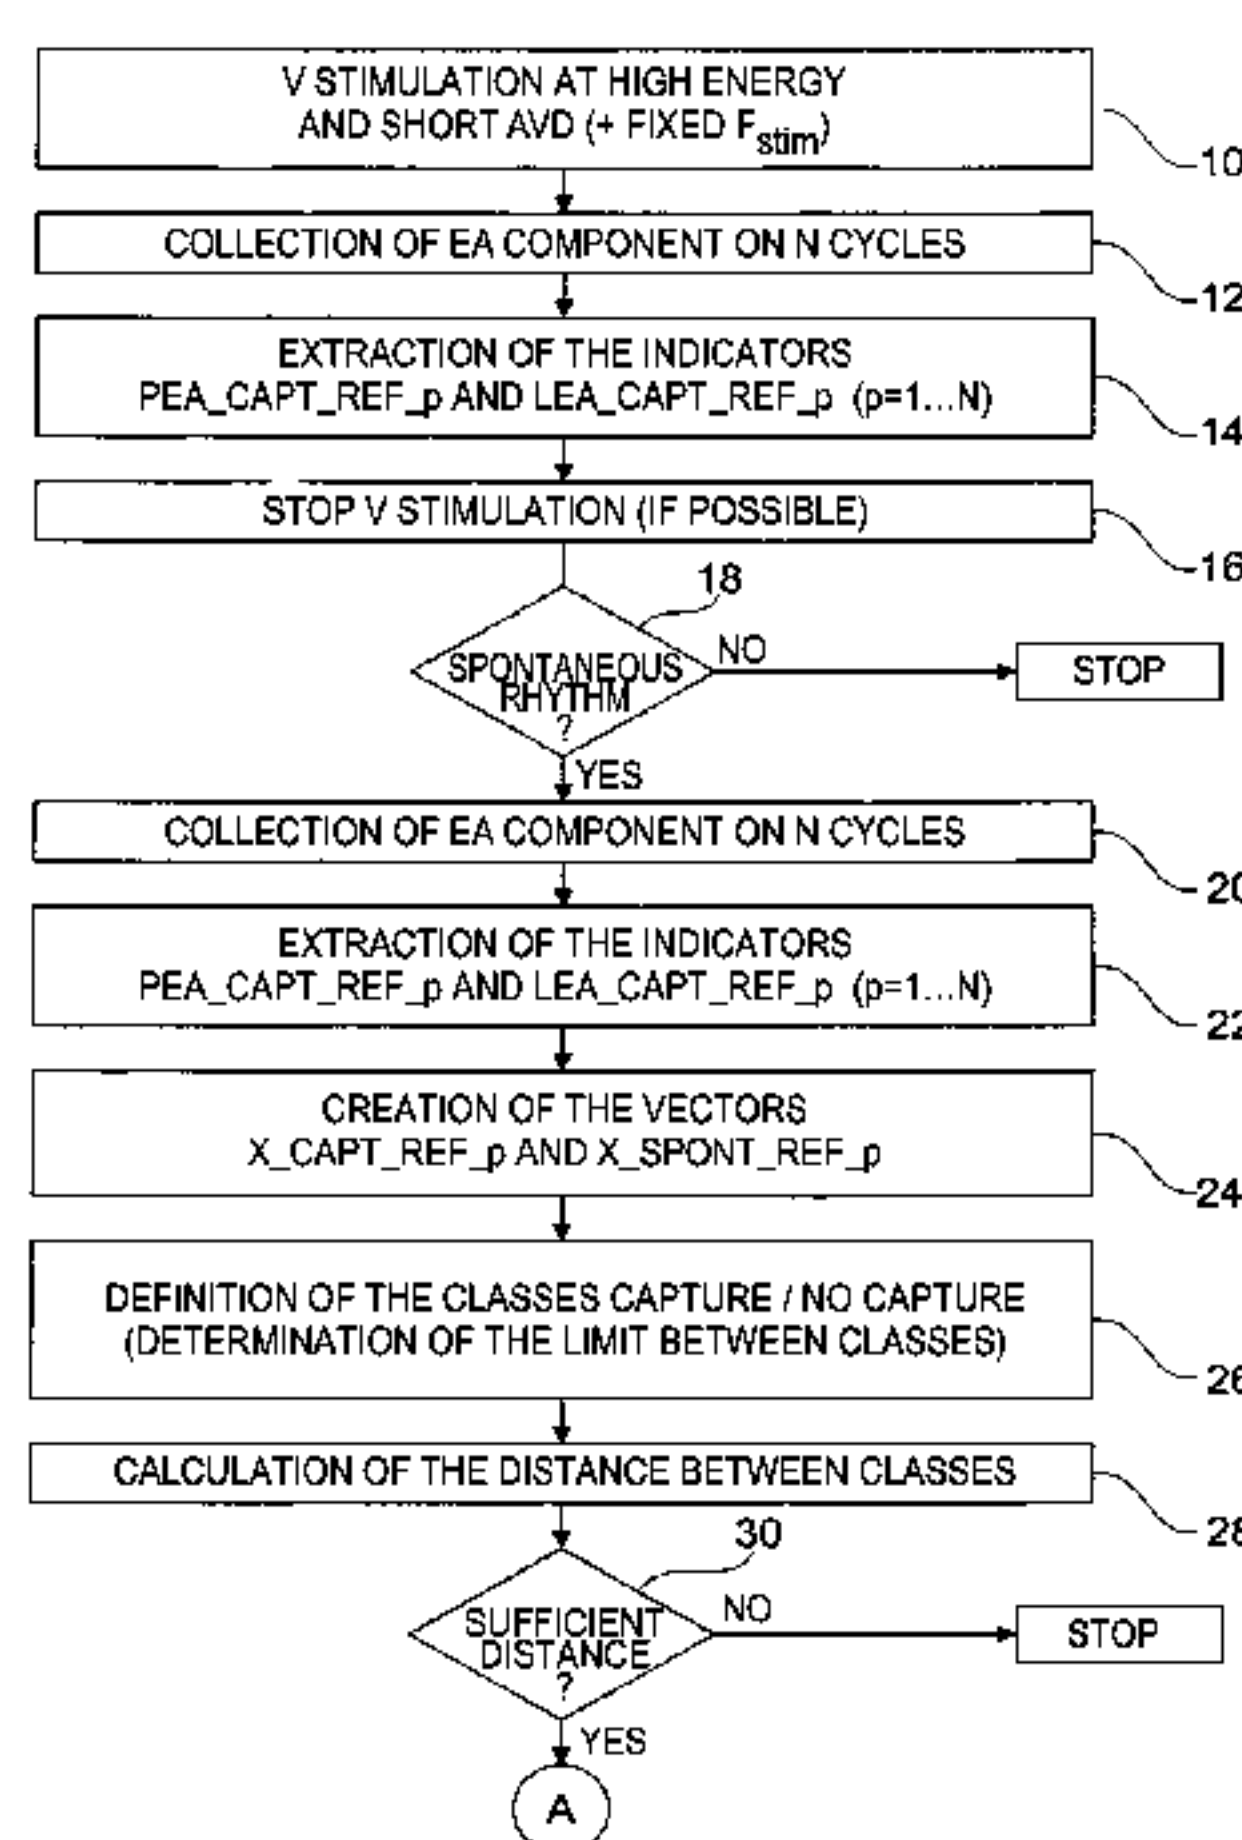 V STIMULATION AT HIGH ENERGY
AND SHORT AVD (+ FIXED Fstim)
10
COLLECTION OF EA COMPONENT ON N CYCLES
12
EXTRACTION OF THE INDICATORS
PEA_CAPT_REF_p AND LEA_CAPT_REF_p (p=1...N)
14
STOP V STIMULATION (IF POSSIBLE)
16
18
SPONTANEOUS
RHYTHM
?
NO
STOP
YES
COLLECTION OF EA COMPONENT ON N CYCLES
20
EXTRACTION OF THE INDICATORS
PEA_CAPT_REF_p AND LEA_CAPT_REF_p (p=1...N)
22
CREATION OF THE VECTORS
X_CAPT_REF_p AND X_SPONT_REF_p
24
DEFINITION OF THE CLASSES CAPTURE / NO CAPTURE
(DETERMINATION OF THE LIMIT BETWEEN CLASSES)
26
CALCULATION OF THE DISTANCE BETWEEN CLASSES
28
30
SUFFICIENT
DISTANCE
?
NO
STOP
YES
A